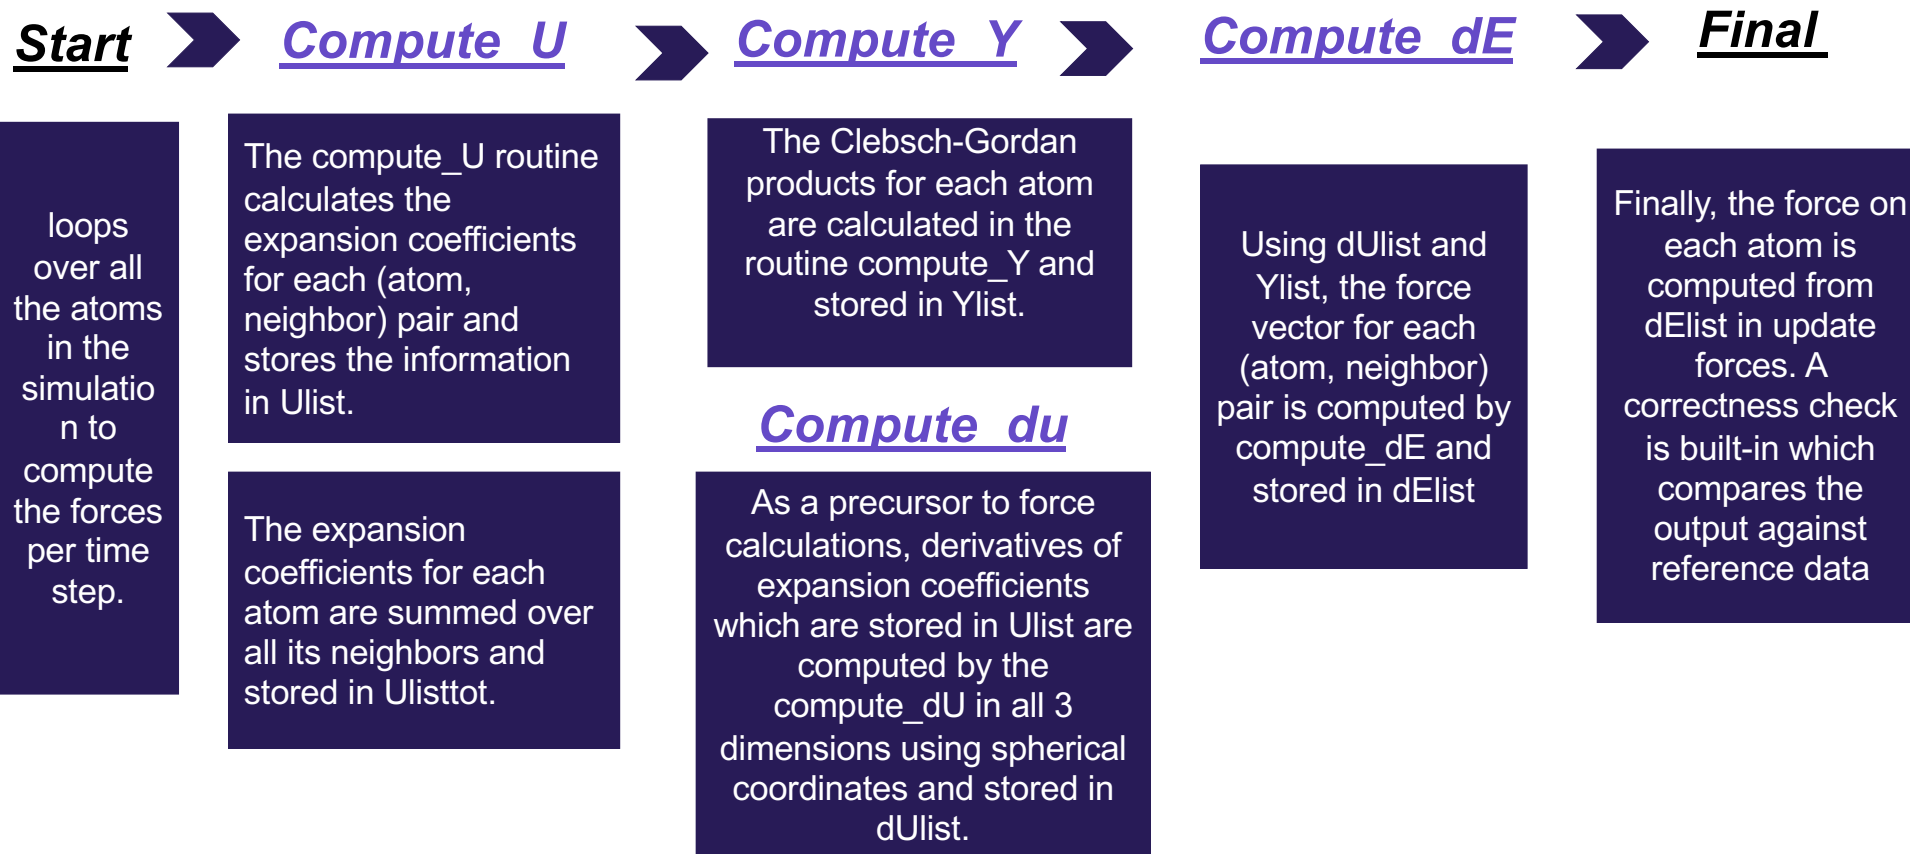 Start
Compute_U
Compute_Y
Compute_dE
Final
loops
over all
the atoms
in the
simulatio
n to
compute
the forces
per time
step.
The compute_U routine
calculates the
expansion coefficients
for each (atom,
neighbor) pair and
stores the information
in Ulist.
The expansion
coefficients for each
atom are summed over
all its neighbors and
stored in Ulisttot.
The Clebsch-Gordan
products for each atom
are calculated in the
routine compute_Y and
stored in Ylist.
Compute_du
As a precursor to force
calculations, derivatives of
expansion coefficients
which are stored in Ulist are
computed by the
compute_dU in all 3
dimensions using spherical
coordinates and stored in
dUlist.
Using dUlist and
Ylist, the force
vector for each
(atom, neighbor)
pair is computed by
compute_dE and
stored in dElist
Finally, the force on
each atom is
computed from
dElist in update
forces. A
correctness check
is built-in which
compares the
output against
reference data